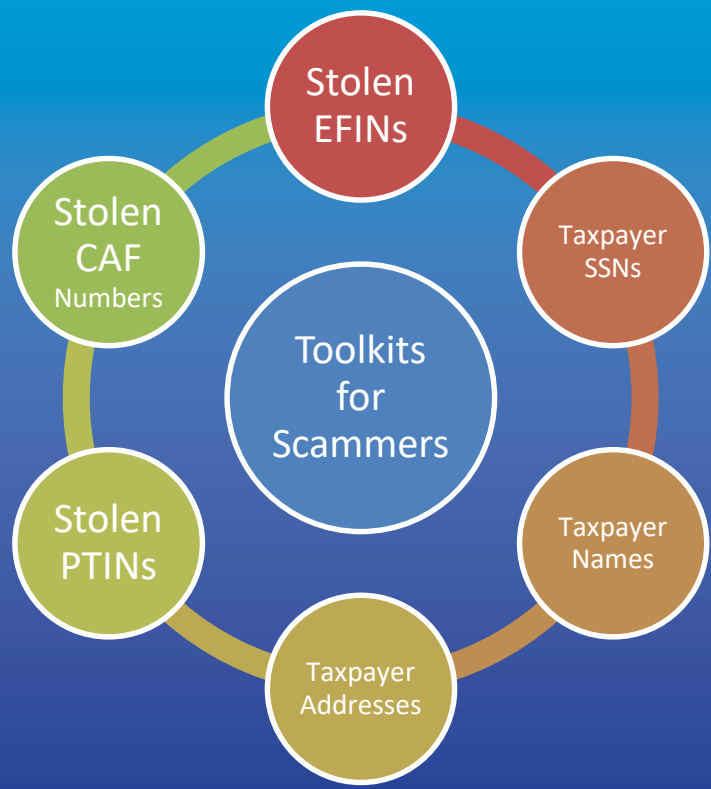 Stolen
EFINs
Taxpayer
SSNs
Taxpayer
Names
Taxpayer
Addresses
Stolen
PTINs
Stolen
CAF
Numbers
Toolkits
for
Scammers